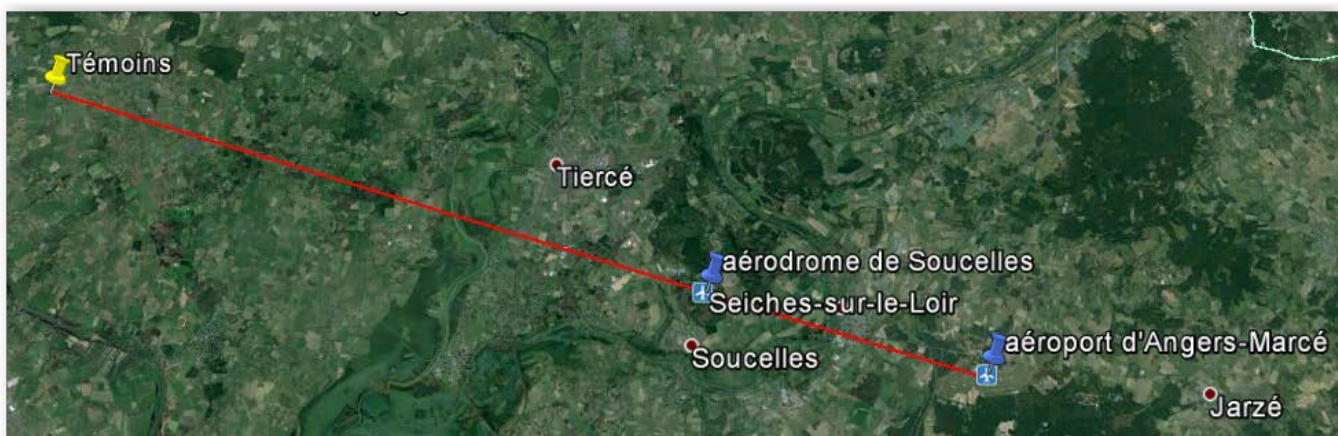 Témoins
Tiercé
aérodrome de Soucelles
Seiches-sur-le-Loir
Soucelles
aéroport d'Angers-Marcé
Jarzé